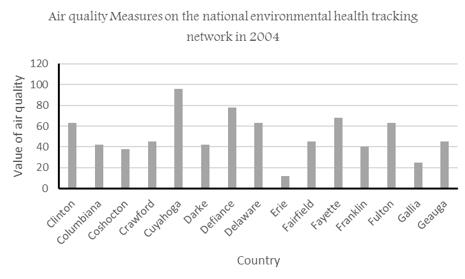 Air quality Measures on the national environmental health tracking
network in 2004
Value of air quality
120
100
80
60
40
20
0
Clinton
Columbiana
Coshocton
Crawford
Cuyahoga
Darke
Defiance
Delaware
Erie
Fairfield
Fayette
Franklin
Fulton
Gallia
Geauga
Country